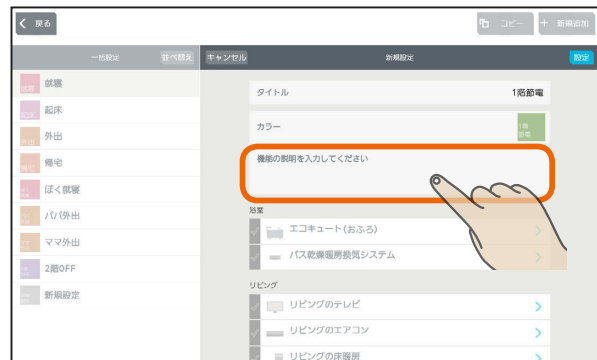 戻る
コピー
新規追加
一括設定
並べ替え
キャンセル
新規設定
設定
就寝
起床
外出
帰宅
ぼく就寝
パパ外出
ママ外出
2階OFF
新規設定
タイトル
1階節電
カラー
1階
節電
機能の説明を入力してください
浴室
エコキュート(おふろ)
バス乾燥暖房換気システム
リビング
リビングのテレビ
リビングのエアコン
リビングの床暖房